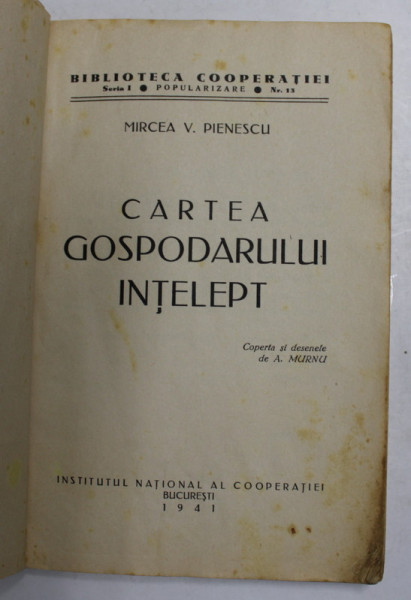 BIBLIOTECA COOPERAȚIEI
Seria I ● POPULARIZARE ● Nr. 13
MIRCEA V. PIENESCU
CARTEA
GOSPODARULUI
INȚELEPT
Coperta și desenele
de A. MURNU
INSTITUTUL NAȚIONAL AL COOPERAȚIEI
BUCUREȘTI
1941